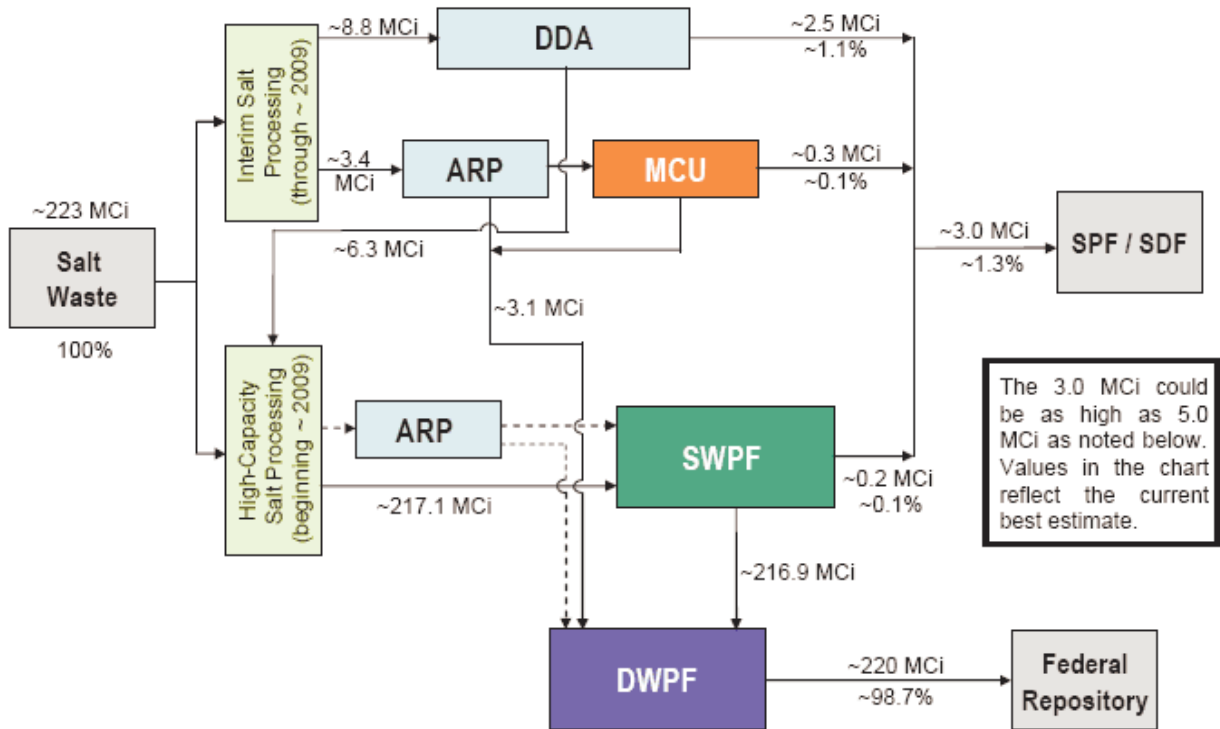 ~8.8 MCi
DDA
~2.5 MCi
~1.1%
Interim Salt
Processing
(through ~ 2009)
~3.4
MCi
ARP
MCU
~0.3 MCi
~0.1%
~223 MCi
Salt
Waste
100%
~6.3 MCi
~3.0 MCi
~1.3%
SPF / SDF
~3.1 MCi
High-Capacity
Salt Processing
(beginning ~ 2009)
ARP
SWPF
~217.1 MCi
~0.2 MCi
~0.1%
The 3.0 MCi could
be as high as 5.0
MCi as noted below.
Values in the chart
reflect the current
best estimate.
~216.9 MCi
DWPF
~220 MCi
~98.7%
Federal
Repository